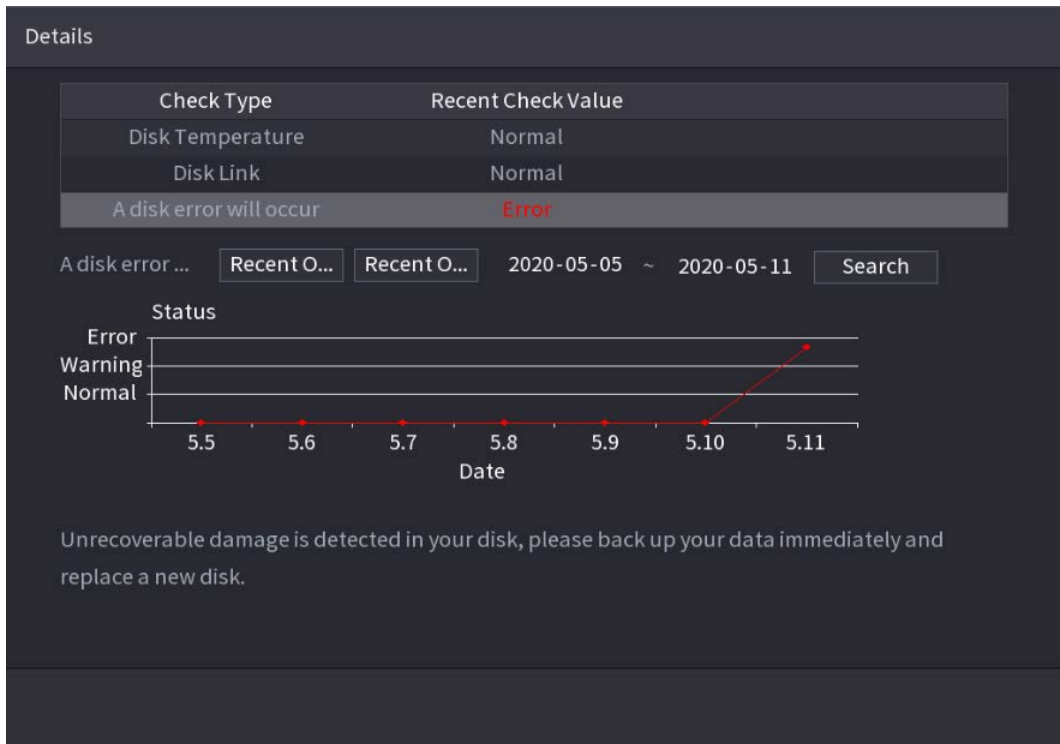 Details
Check Type Recent Check Value
Disk Temperature Normal
Disk Link Normal
A disk error will occur Error
A disk error ... Recent O... Recent O... 2020-05-05 ~ 2020-05-11 Search
Status
Error
Warning
Normal
5.5 5.6 5.7 5.8 5.9 5.10 5.11
Date
Unrecoverable damage is detected in your disk, please back up your data immediately and
replace a new disk.